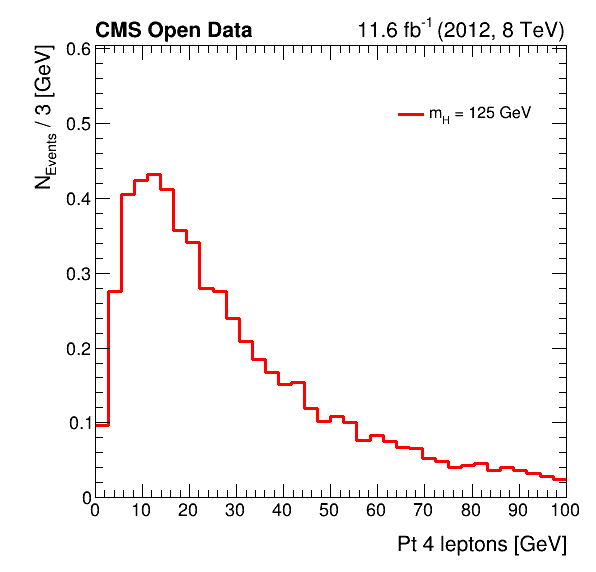 CMS Open Data 11.6 fb⁻¹ (2012, 8 TeV)
N_Events / 3 [GeV]
0.6
0.5
0.4
0.3
0.2
0.1
0
m_H = 125 GeV
0 10 20 30 40 50 60 70 80 90 100
Pt 4 leptons [GeV]